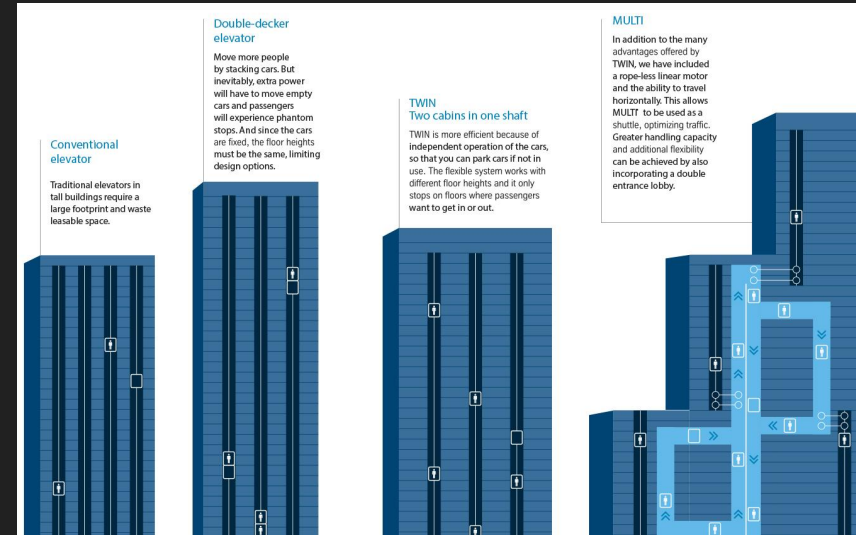 Conventional
elevator
Traditional elevators in
tall buildings require a
large footprint and waste
leasable space.
Double-decker
elevator
Move more people
by stacking cars. But
inevitably, extra power
will have to move empty
cars and passengers
will experience phantom
stops. And since the cars
are fixed, the floor heights
must be the same, limiting
design options.
TWIN
Two cabins in one shaft
TWIN is more efficient because of
independent operation of the cars,
so that you can park cars if not in
use. The flexible system works with
different floor heights and it only
stops on floors where passengers
want to get in or out.
MULTI
In addition to the many
advantages offered by
TWIN, we have included
a rope-less linear motor
and the ability to travel
horizontally. This allows
MULTI to be used as a
shuttle, optimizing traffic.
Greater handling capacity
and additional flexibility
can be achieved by also
incorporating a double
entrance lobby.